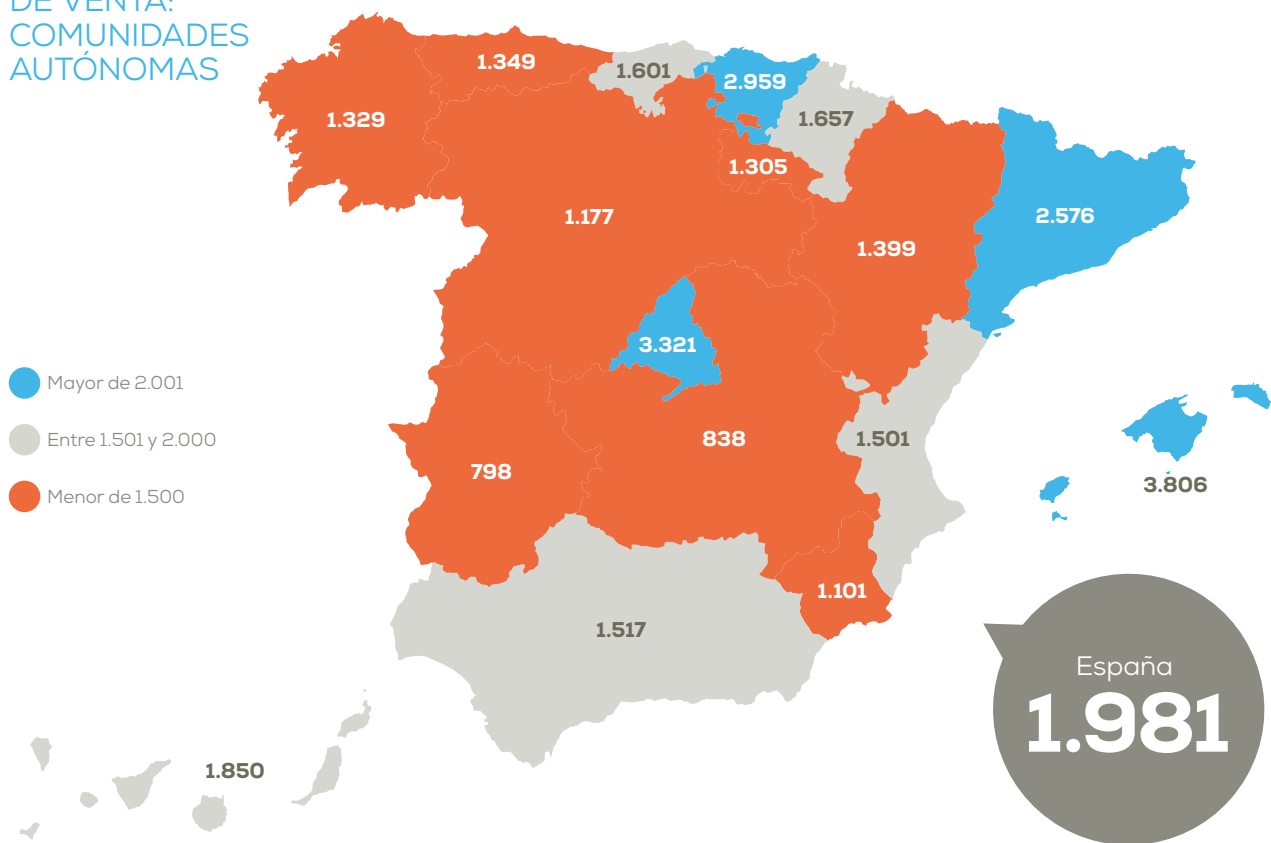 DE VENTA:
COMUNIDADES
AUTÓNOMAS
1.349
1.601
2.959
1.329
1.657
1.305
1.177
2.576
1.399
3.321
Mayor de 2.001
Entre 1.501 y 2.000
Menor de 1.500
838
1.501
798
3.806
1.101
1.517
España
1.981
1.850